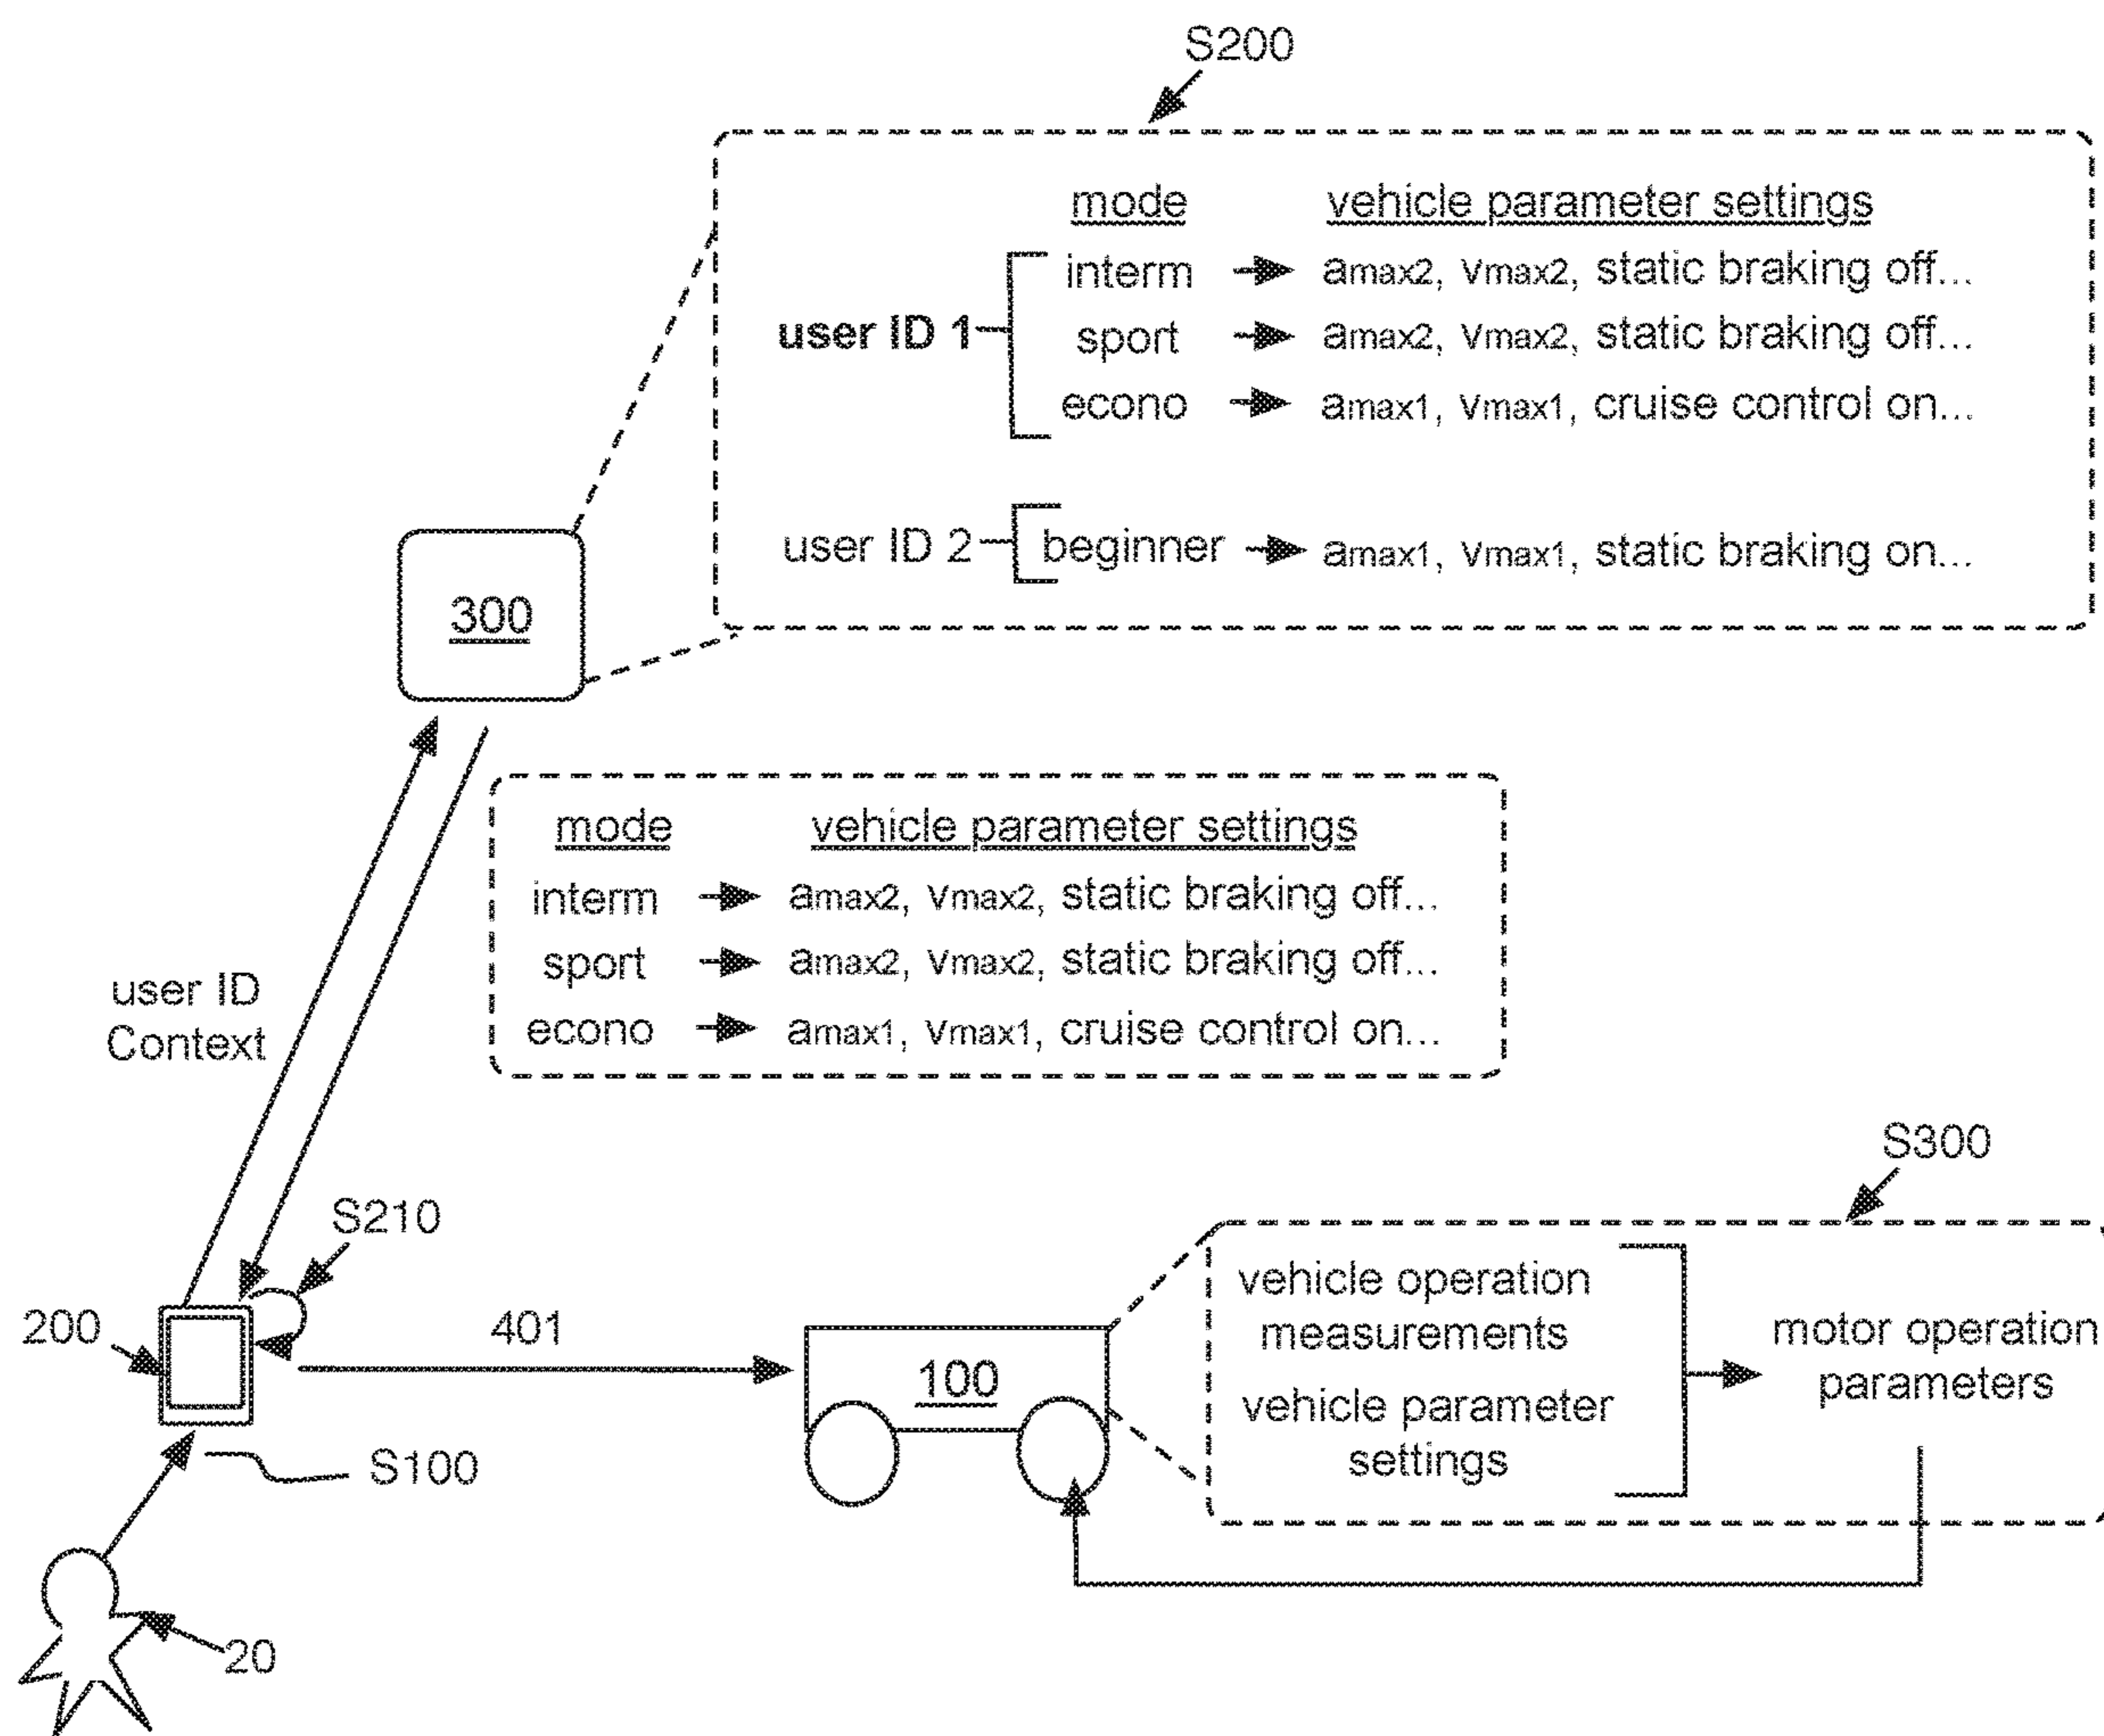 S200
mode vehicle parameter settings
interm amax2, vmax2, static braking off...
user ID 1 sport amax2, vmax2, static braking off...
econo amax1, vmax1, cruise control on...
user ID 2 beginner amax1, vmax1, static braking on...
300
mode vehicle parameter settings
interm amax2, vmax2, static braking off...
sport amax2, vmax2, static braking off...
econo amax1, vmax1, cruise control on...
user ID
Context
S300
S210
200
401
100
vehicle operation
measurements
vehicle parameter
settings
motor operation
parameters
S100
20